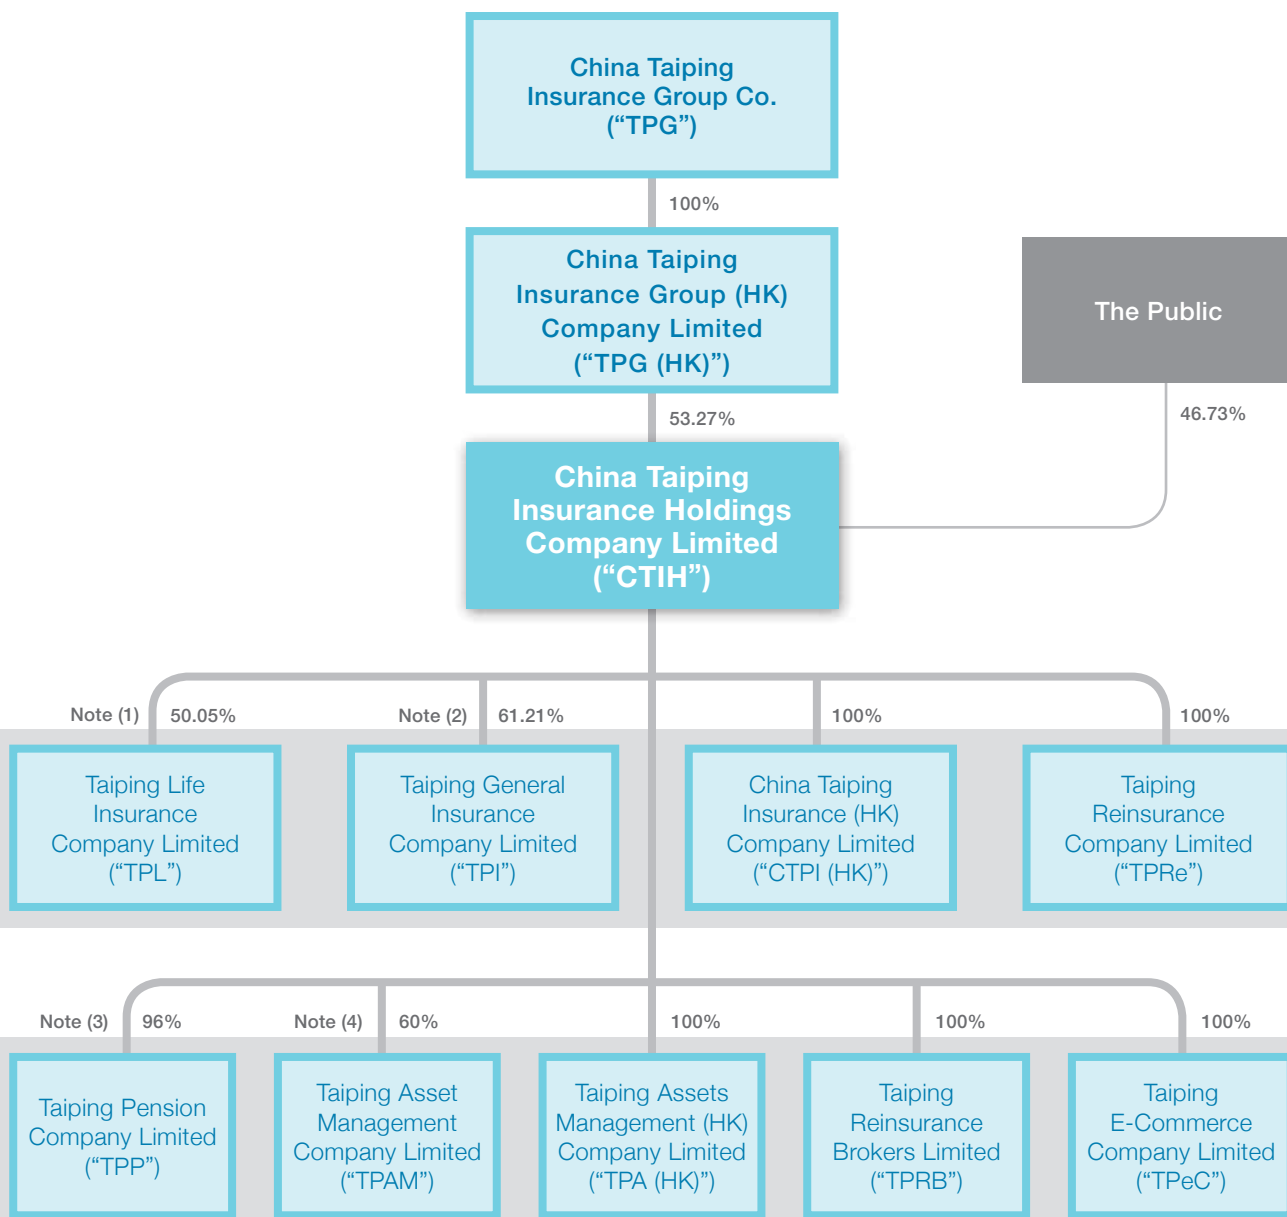 China Taiping
Insurance Group Co.
(“TPG”)
100%
China Taiping
Insurance Group (HK)
Company Limited
(“TPG (HK)”)
The Public
53.27%
46.73%
China Taiping
Insurance Holdings
Company Limited
(“CTIH”)
Note (1)
50.05%
Note (2)
61.21%
100%
100%
Taiping Life
Insurance
Company Limited
(“TPL”)
Taiping General
Insurance
Company Limited
(“TPI”)
China Taiping
Insurance (HK)
Company Limited
(“CTPI (HK)”)
Taiping
Reinsurance
Company Limited
(“TPRe”)
Note (3)
96%
Note (4)
60%
100%
100%
100%
Taiping Pension
Company Limited
(“TPP”)
Taiping Asset
Management
Company Limited
(“TPAM”)
Taiping Assets
Management (HK)
Company Limited
(“TPA (HK)”)
Taiping
Reinsurance
Brokers Limited
(“TPRB”)
Taiping
E-Commerce
Company Limited
(“TPeC”)